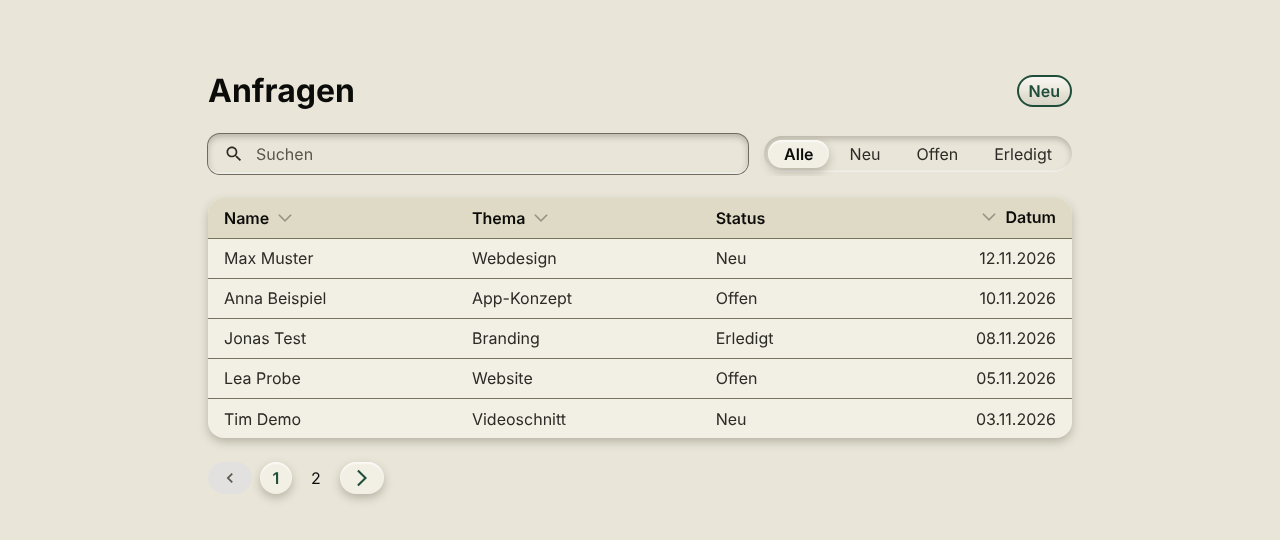 Anfragen
Neu
Suchen
Alle Neu Offen Erledigt
Name Thema Status Datum
Max Muster Webdesign Neu 12.11.2026
Anna Beispiel App-Konzept Offen 10.11.2026
Jonas Test Branding Erledigt 08.11.2026
Lea Probe Website Offen 05.11.2026
Tim Demo Videoschnitt Neu 03.11.2026
1 2